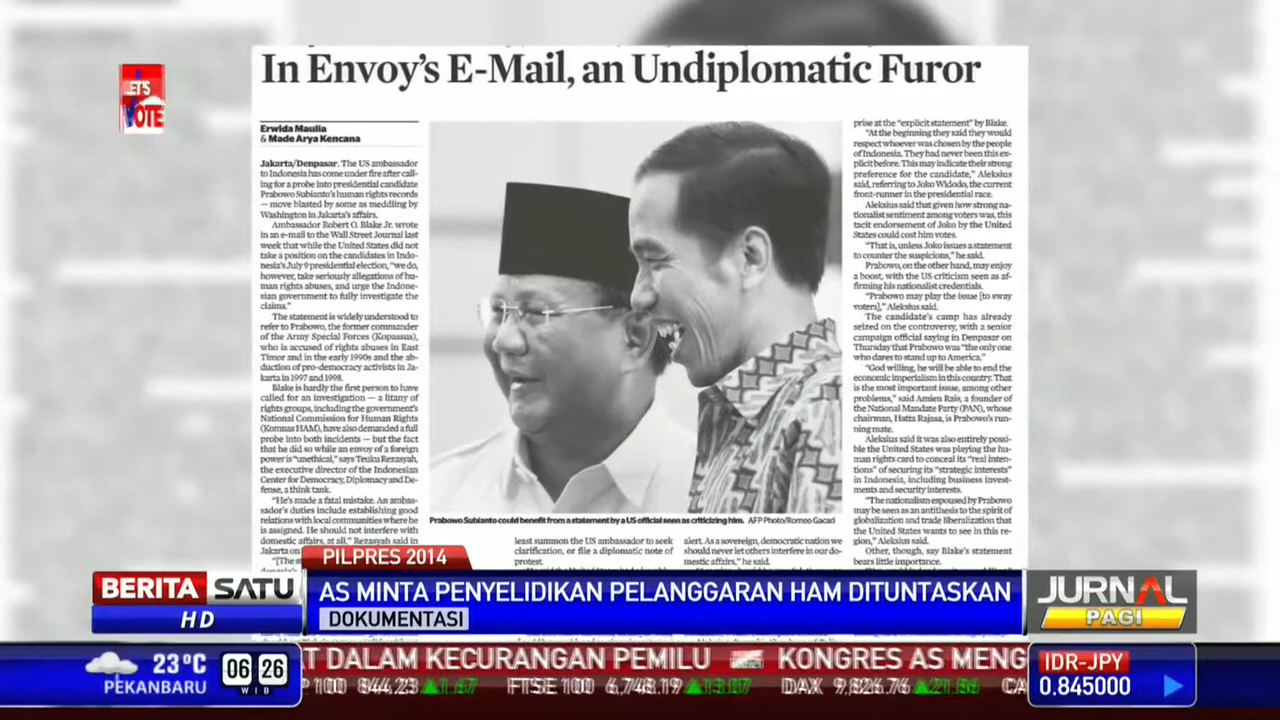 In Envoy's E-Mail, an Undiplomatic Furor
LET'S
VOTE
Erwida Maulia
& Made Arya Kencana
Jakarta/Denpasar. The US ambassador
to Indonesia has come under fire after call-
ing for a probe into presidential candidate
Prabowo Subianto's human rights records
— move blasted by some as meddling by
Washington in Jakarta's affairs.
Ambassador Robert O. Blake Jr. wrote
in an e-mail to the Wall Street Journal last
week that while the United States did not
take a position on the candidates in Indo-
nesia's July 9 presidential election, "we do,
however, take seriously allegations of hu-
man rights abuses, and urge the Indone-
sian government to fully investigate the
claims."
The statement is widely understood to
refer to Prabowo, the former commander
of the Army Special Forces (Kopassus),
who is accused of rights abuses in East
Timor and in the early 1990s and the ab-
duction of pro-democracy activists in Ja-
karta in 1997 and 1998.
Blake is hardly the first person to have
called for an investigation — a litany of
rights groups, including the government's
National Commission for Human Rights
(Komnas HAM), have also demanded a full
probe into both incidents — but the fact
that he did so while an envoy of a foreign
power is "unethical," says Teuku Rezasyah,
the executive director of the Indonesian
Center for Democracy, Diplomacy and De-
fense, a think tank.
"He's made a fatal mistake. An ambas-
sador's duties include establishing good
relations with local communities where he
is assigned. He should not interfere with
domestic affairs, at all," Rezasyah said in
Jakarta on
"[The s
Prabowo Subianto could benefit from a statement by a US official seen as criticizing him. AFP Photo/Romeo Gacad
least summon the US ambassador to seek
clarification, or file a diplomatic note of
protest.
alert. As a sovereign, democratic nation we
should never let others interfere in our do-
mestic affairs," he said.
prise at the "explicit statement" by Blake.
"At the beginning they said they would
respect whoever was chosen by the people
of Indonesia. They had never been this ex-
plicit before. This may indicate their strong
preference for the candidate," Aleksius
said, referring to Joko Widodo, the current
front-runner in the presidential race.
Aleksius said that given how strong na-
tionalist sentiment among voters was, this
tacit endorsement of Joko by the United
States could cost him votes.
"That is, unless Joko issues a statement
to counter the suspicions," he said.
Prabowo, on the other hand, may enjoy
a boost, with the US criticism seen as af-
firming his nationalist credentials.
"Prabowo may play the issue [to sway
voters]," Aleksius said.
The candidate's camp has already
seized on the controversy, with a senior
campaign official saying in Denpasar on
Thursday that Prabowo was "the only one
who dares to stand up to America."
"God willing, he will be able to end the
economic imperialism in this country. That
is the most important issue, among other
problems," said Amien Rais, a founder of
the National Mandate Party (PAN), whose
chairman, Hatta Rajasa, is Prabowo's run-
ning mate.
Aleksius said it was also entirely possi-
ble the United States was playing the hu-
man rights card to conceal its "real inten-
tions" of securing its "strategic interests"
in Indonesia, including business invest-
ments and security interests.
"The nationalism espoused by Prabowo
may be seen as an antithesis to the spirit of
globalization and trade liberalization that
the United States wants to see in this re-
gion," Aleksius said.
Other, though, say Blake's statement
bears little importance.
PILPRES 2014
BERITA SATU
HD
AS MINTA PENYELIDIKAN PELANGGARAN HAM DITUNTASKAN
DOKUMENTASI
JURNAL
PAGI
23°C
PEKANBARU
06 26
WIB
T DALAM KECURANGAN PEMILU KONGRES AS MENG
P 100 844.23 ▲1.67 FTSE 100 6,748.19 ▲19.07 DAX 9,826.76 ▲21.86 CA
IDR-JPY
0.845000